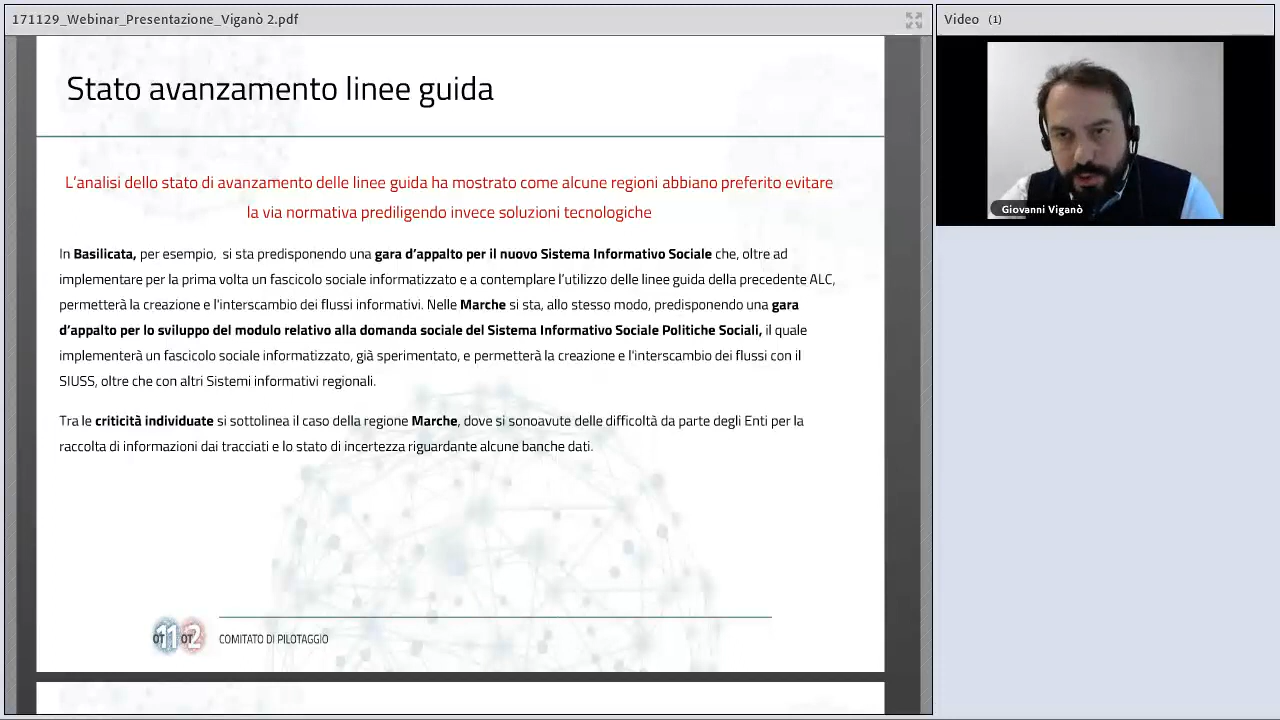 171129_Webinar_Presentazione_Viganò 2.pdf
Video (1)
Stato avanzamento linee guida
L’analisi dello stato di avanzamento delle linee guida ha mostrato come alcune regioni abbiano preferito evitare
la via normativa prediligendo invece soluzioni tecnologiche
In Basilicata, per esempio, si sta predisponendo una gara d’appalto per il nuovo Sistema Informativo Sociale che, oltre ad
implementare per la prima volta un fascicolo sociale informatizzato e a contemplare l’utilizzo delle linee guida della precedente ALC,
permetterà la creazione e l'interscambio dei flussi informativi. Nelle Marche si sta, allo stesso modo, predisponendo una gara
d’appalto per lo sviluppo del modulo relativo alla domanda sociale del Sistema Informativo Sociale Politiche Sociali, il quale
implementerà un fascicolo sociale informatizzato, già sperimentato, e permetterà la creazione e l'interscambio dei flussi con il
SIUSS, oltre che con altri Sistemi informativi regionali.
Tra le criticità individuate si sottolinea il caso della regione Marche, dove si sonoavute delle difficoltà da parte degli Enti per la
raccolta di informazioni dai tracciati e lo stato di incertezza riguardante alcune banche dati.
OT11 OT2 COMITATO DI PILOTAGGIO
Giovanni Viganò